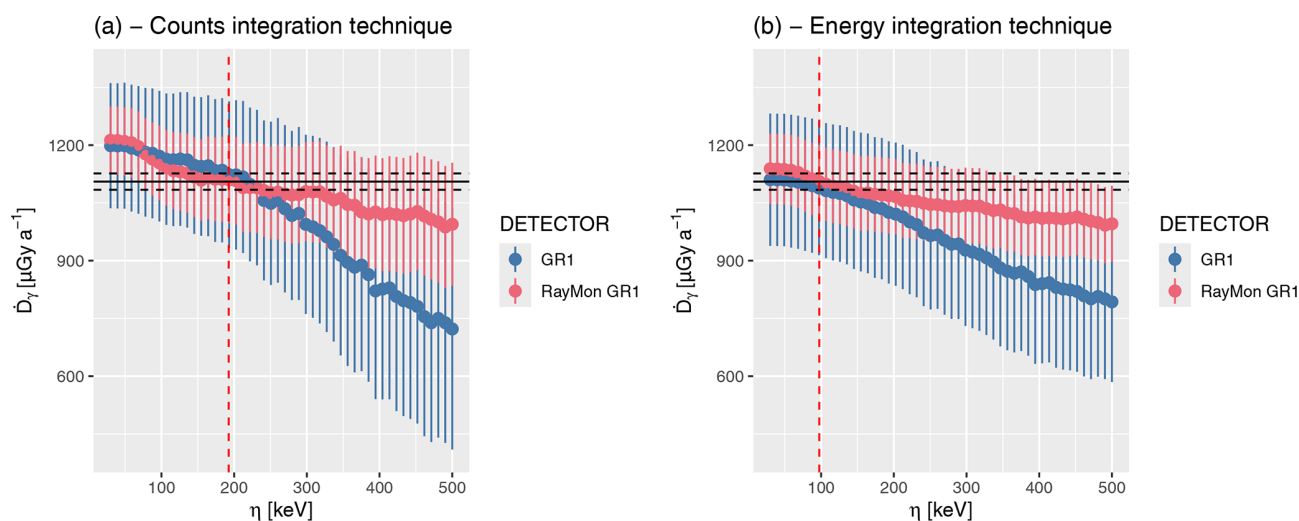 (a) − Counts integration technique
1200
900
600
Ḋγ [µGy a⁻¹]
100 200 300 400 500
η [keV]
DETECTOR
GR1
RayMon GR1
(b) − Energy integration technique
1200
900
600
Ḋγ [µGy a⁻¹]
100 200 300 400 500
η [keV]
DETECTOR
GR1
RayMon GR1